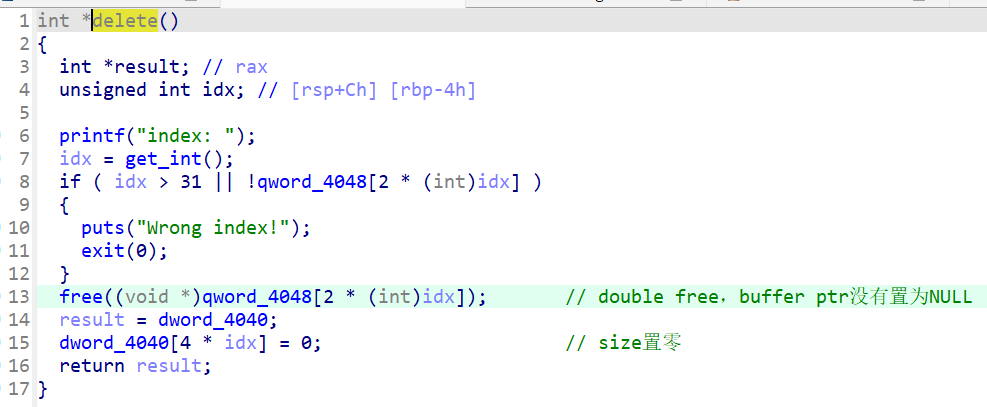 1 int *delete()
2 {
3 int *result; // rax
4 unsigned int idx; // [rsp+Ch] [rbp-4h]
5
6 printf("index: ");
7 idx = get_int();
8 if ( idx > 31 || !qword_4048[2 * (int)idx] )
9 {
10 puts("Wrong index!");
11 exit(0);
12 }
13 free((void *)qword_4048[2 * (int)idx]); // double free，buffer ptr没有置为NULL
14 result = dword_4040;
15 dword_4040[4 * idx] = 0; // size置零
16 return result;
17 }